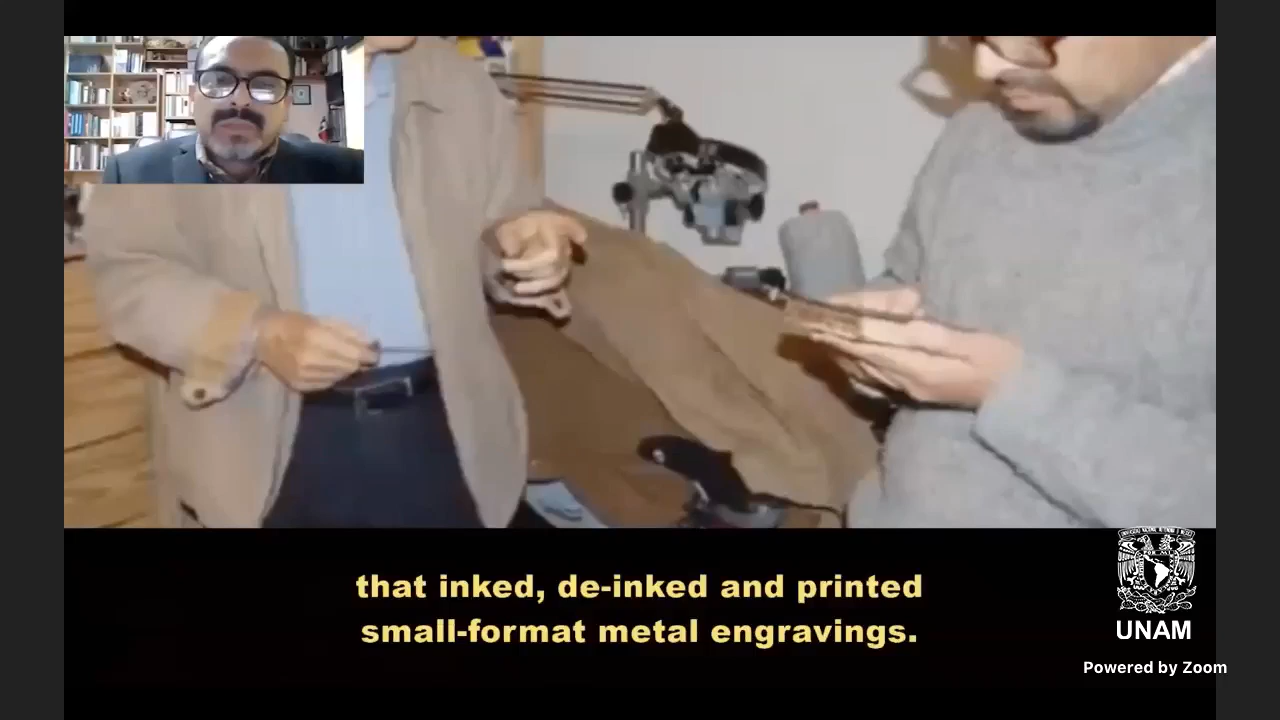 that inked, de-inked and printed
small-format metal engravings.
UNAM
Powered by Zoom